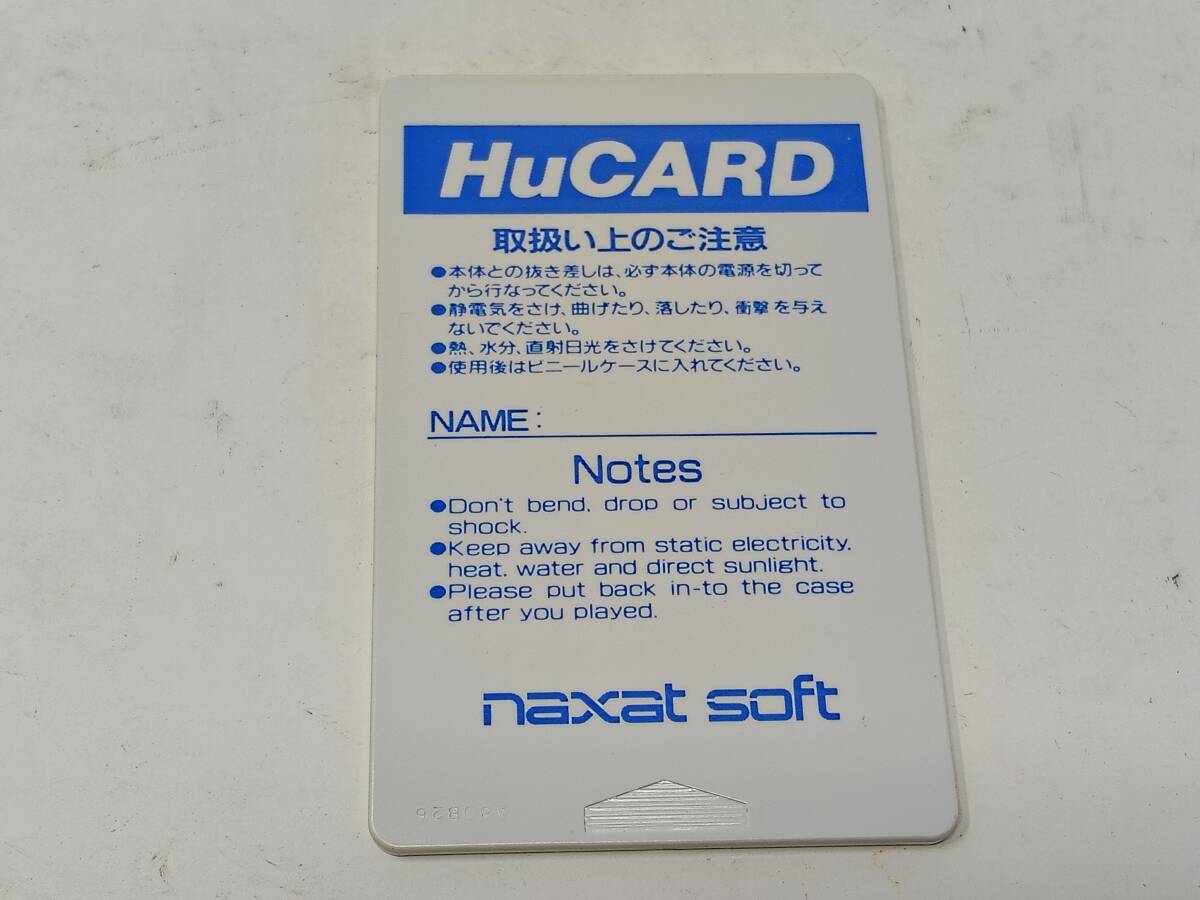 HuCARD
取扱い上のご注意
●本体との抜き差しは、必ず本体の電源を切って
から行なってください。
●静電気をさけ、曲げたり、落したり、衝撃を与え
ないでください。
●熱、水分、直射日光をさけてください。
●使用後はビニールケースに入れてください。
NAME:
Notes
●Don't bend, drop or subject to
shock.
●Keep away from static electricity,
heat, water and direct sunlight.
●Please put back in-to the case
after you played.
naxat soft